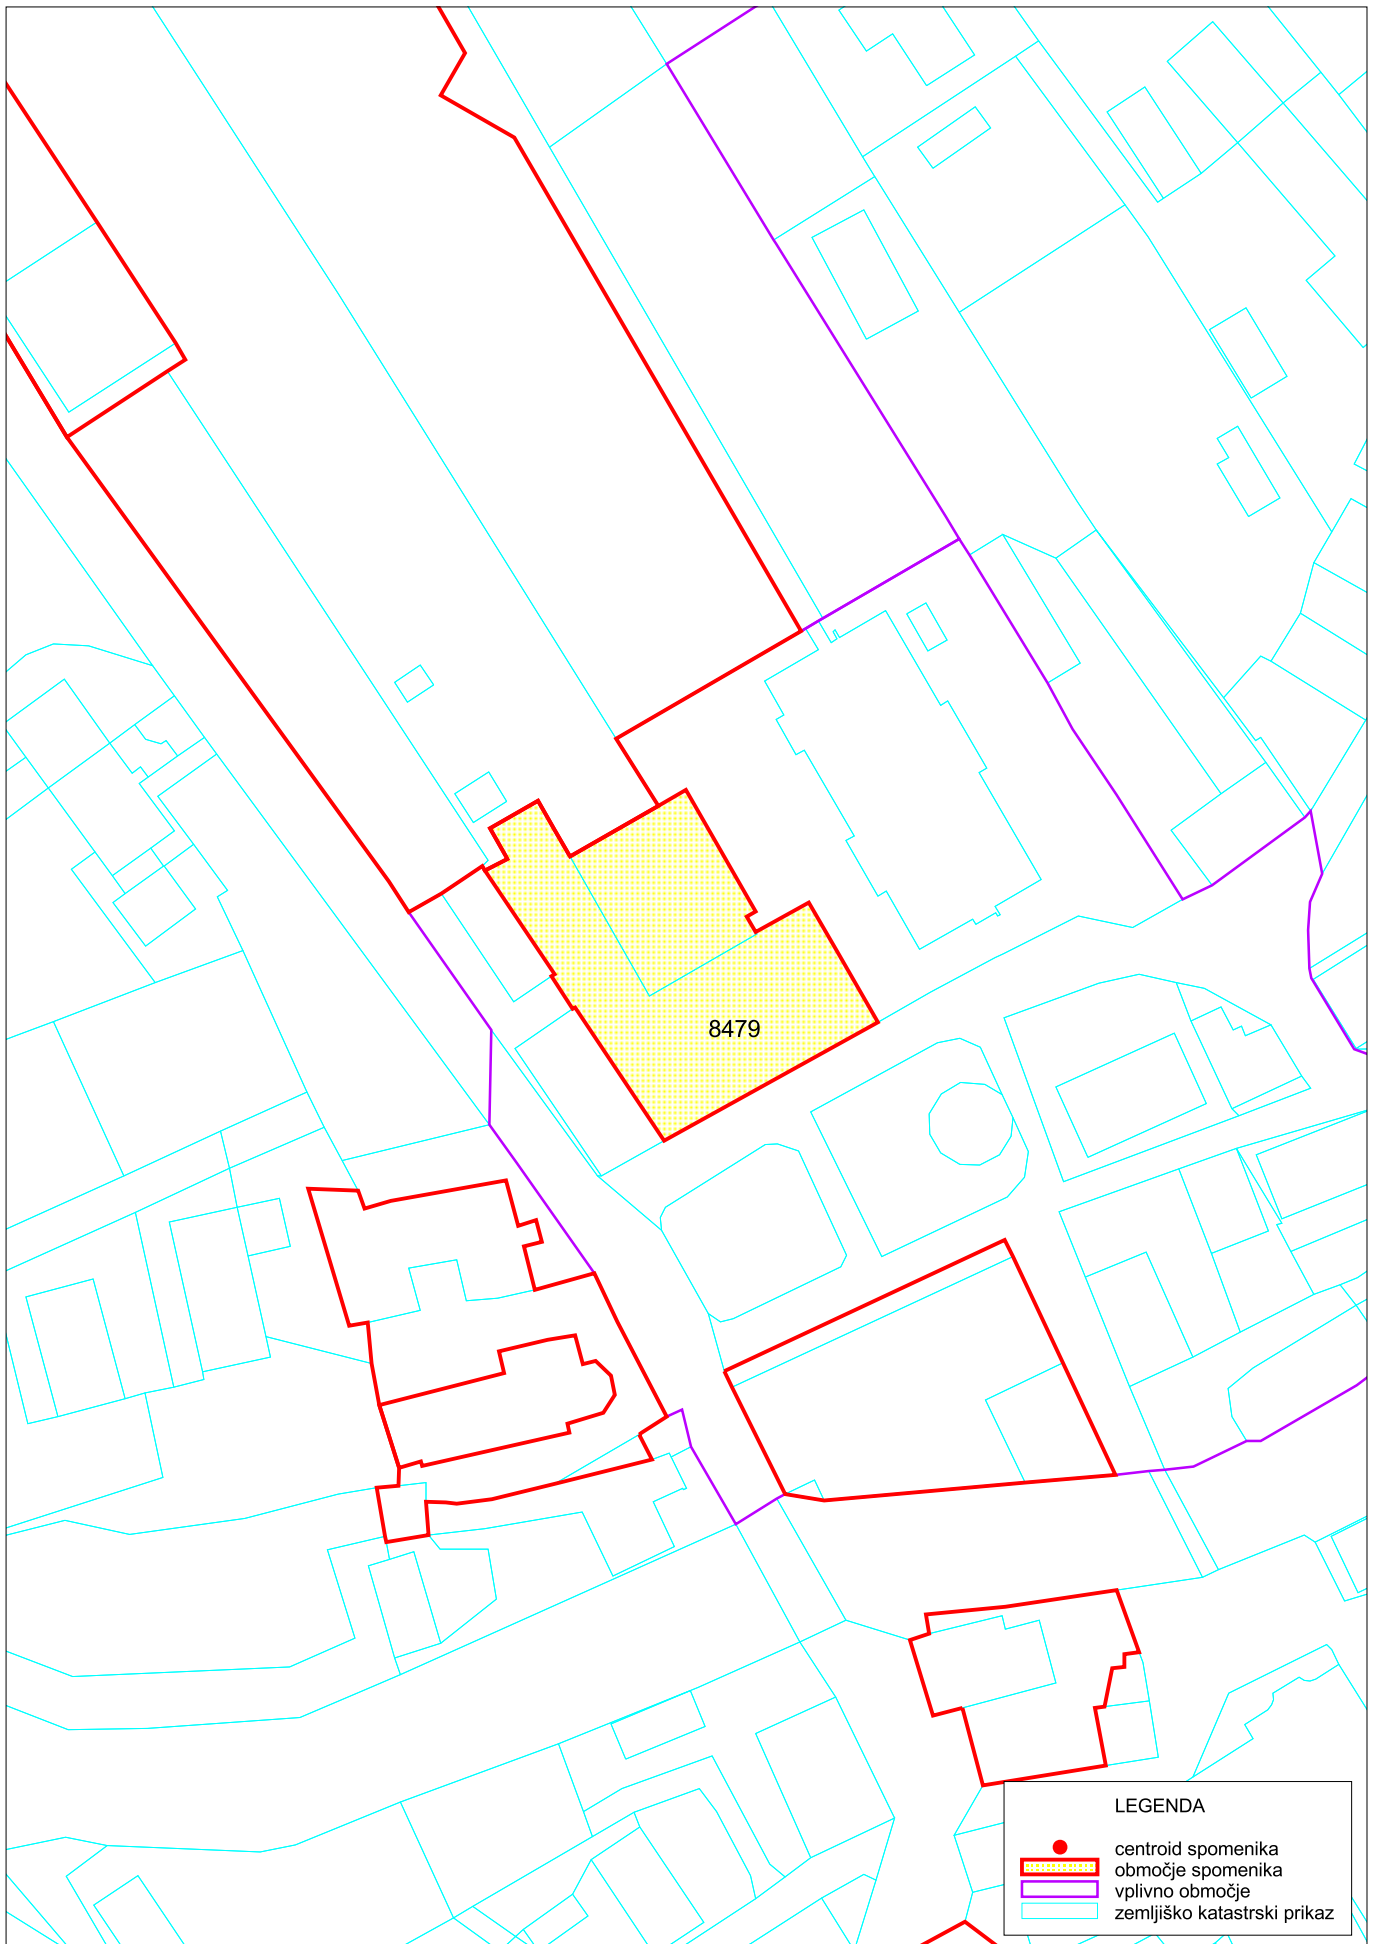 8479
LEGENDA
centroid spomenika
območje spomenika
vplivno območje
zemljiško katastrski prikaz